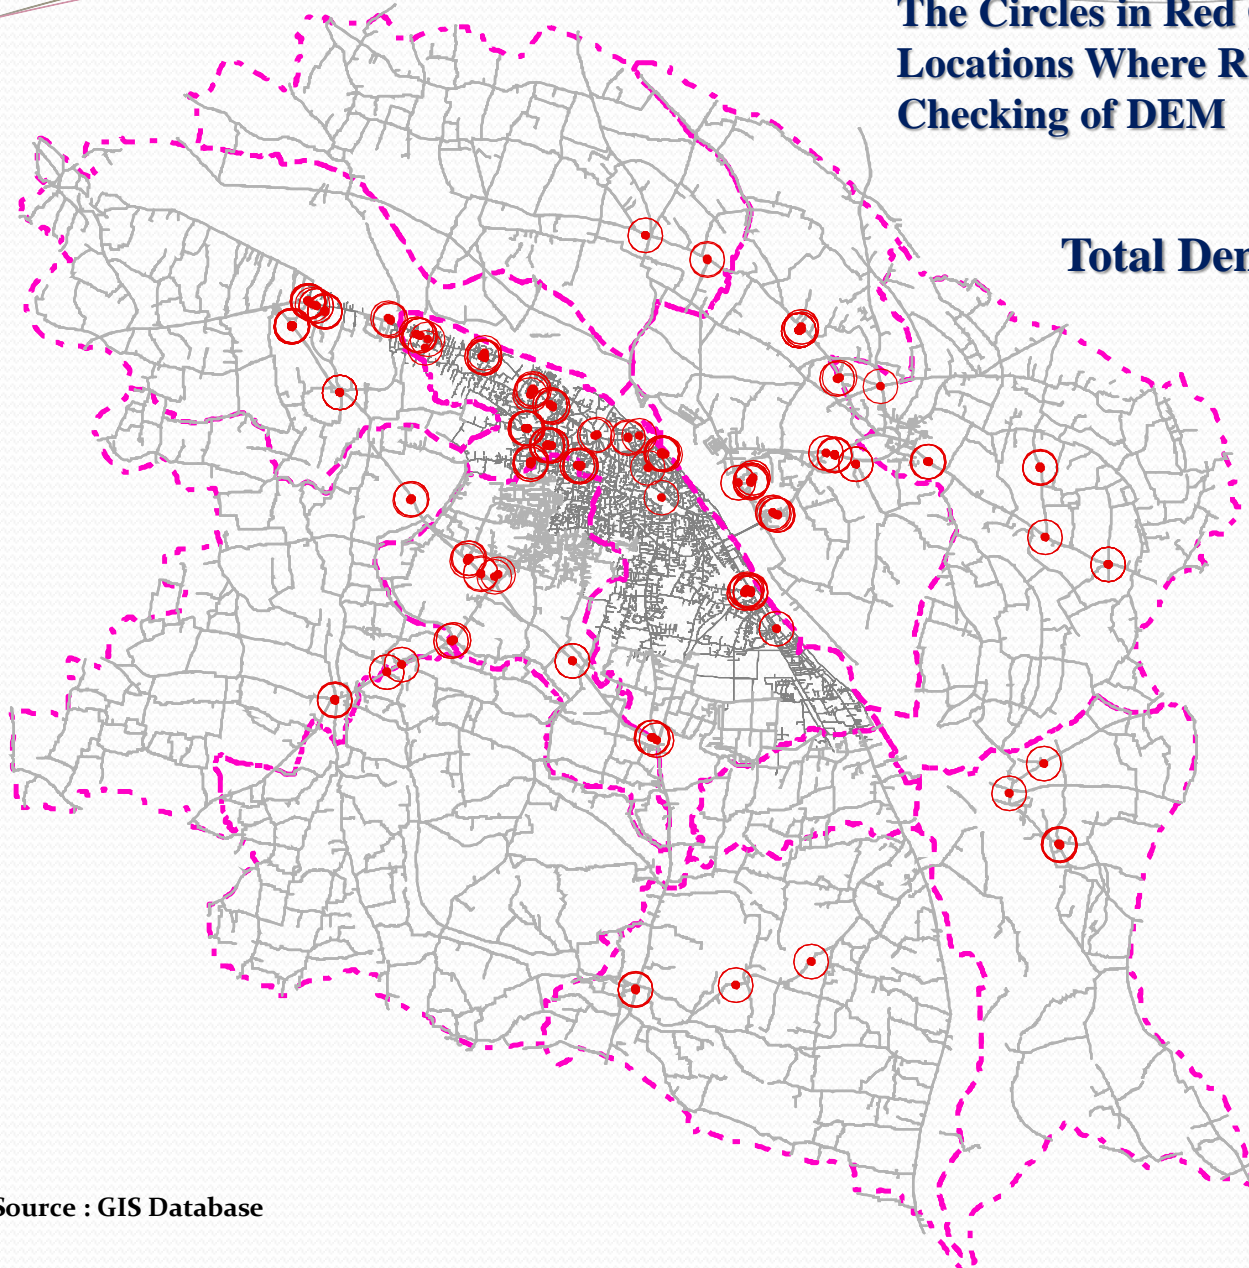 The Circles in Red
Locations Where R
Checking of DEM
Total Den
Source : GIS Database